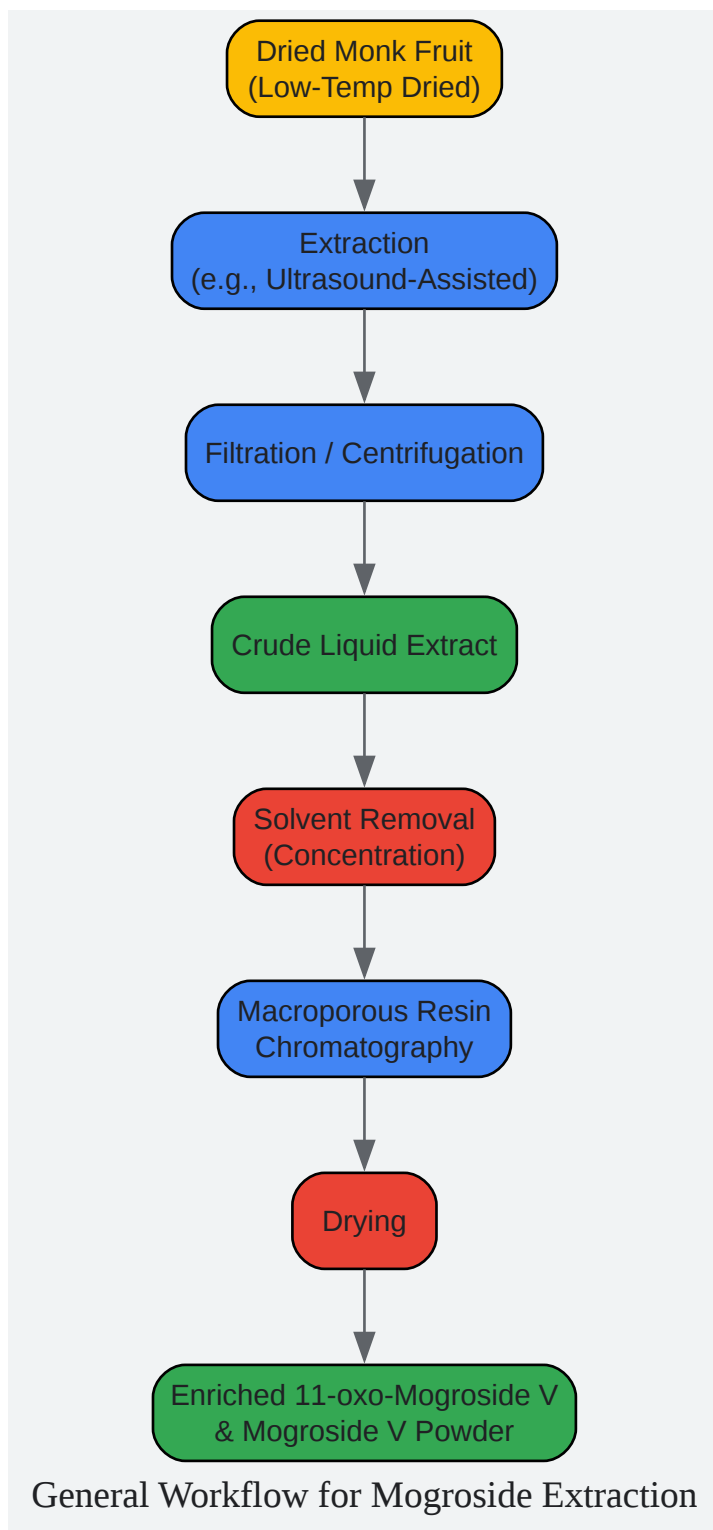 Dried Monk Fruit
(Low-Temp Dried)
Extraction
(e.g., Ultrasound-Assisted)
Filtration / Centrifugation
Crude Liquid Extract
Solvent Removal
(Concentration)
Macroporous Resin
Chromatography
Drying
Enriched 11-oxo-Mogroside V
& Mogroside V Powder
General Workflow for Mogroside Extraction